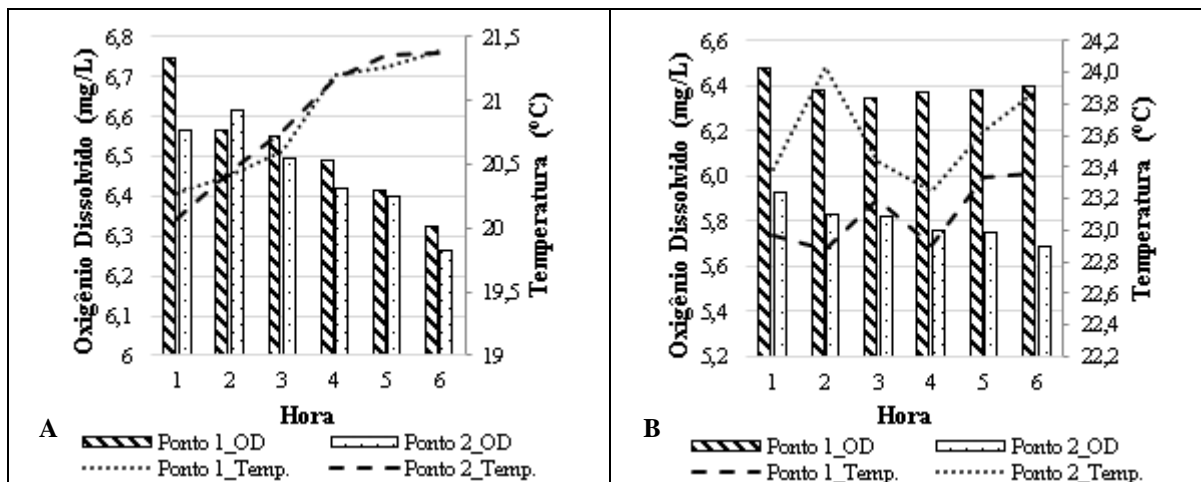 Oxigênio Dissolvido (mg/L)
6,8
6,7
6,6
6,5
6,4
6,3
6,2
6,1
6
21,5
21
20,5
20
19,5
19
Temperatura (ºC)
1 2 3 4 5 6
Hora
A
Ponto 1_OD Ponto 2_OD
Ponto 1_Temp. Ponto 2_Temp.
Oxigênio Dissolvido (mg/L)
6,6
6,4
6,2
6,0
5,8
5,6
5,4
5,2
24,2
24,0
23,8
23,6
23,4
23,2
23,0
22,8
22,6
22,4
22,2
Temperatura (ºC)
1 2 3 4 5 6
Hora
B
Ponto 1_OD Ponto 2_OD
Ponto 1_Temp. Ponto 2_Temp.